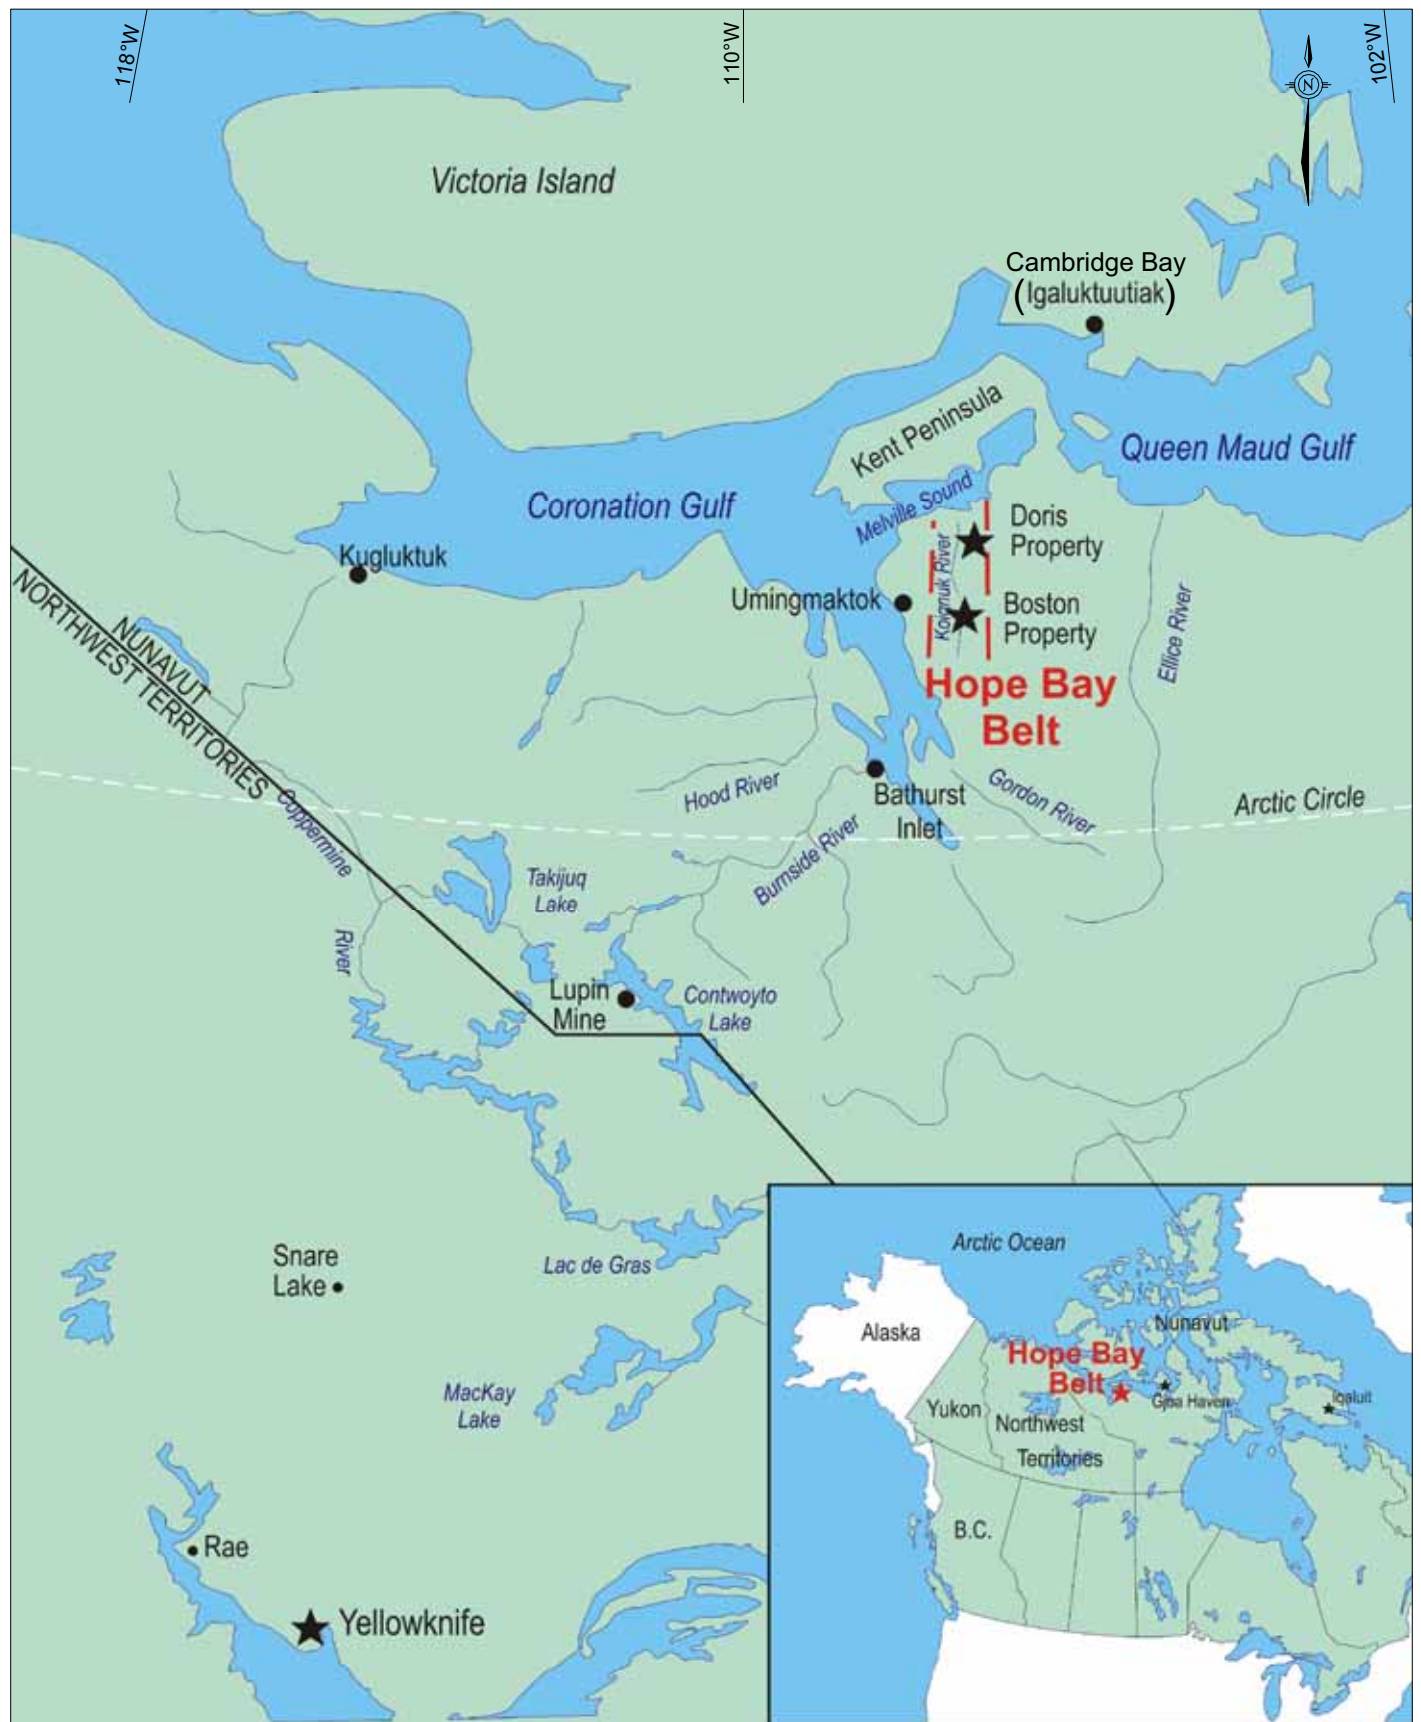 118°W
110°W
102°W
N
Victoria Island
Cambridge Bay
(Igaluktuutiak)
Kent Peninsula
Queen Maud Gulf
Coronation Gulf
Melville Sound
Doris
Property
Kugluktuk
Koignuk River
Umingmaktok
Boston
Property
Ellice River
NUNAVUT
NORTHWEST TERRITORIES
Hope Bay
Belt
Hood River
Bathurst
Inlet
Gordon River
Arctic Circle
Coppermine
River
Burnside River
Takijuq
Lake
Lupin
Mine
Contwoyto
Lake
Snare
Lake
Lac de Gras
MacKay
Lake
Rae
Yellowknife
Arctic Ocean
Alaska
Nunavut
Hope Bay
Belt
Gjoa Haven
Iqaluit
Yukon
Northwest
Territories
B.C.